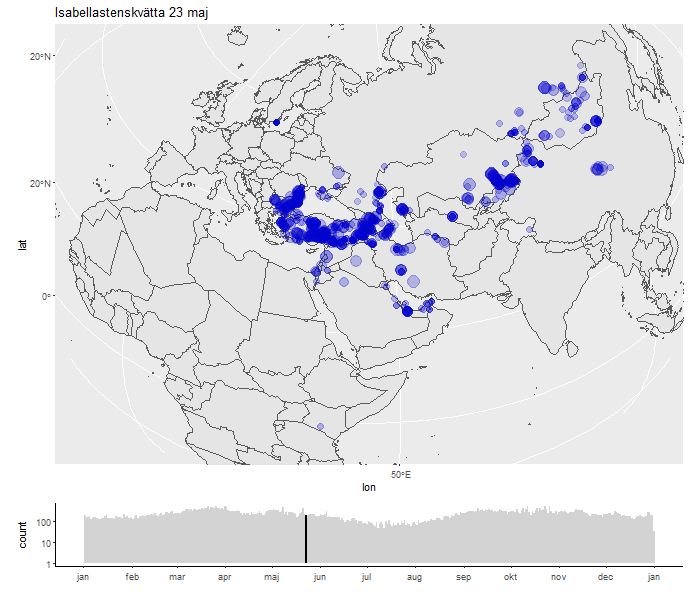 Isabellastenskvätta 23 maj
20°N
20°N
0°
lat
50°E
lon
count
100
10
1
jan feb mar apr maj jun jul aug sep okt nov dec jan